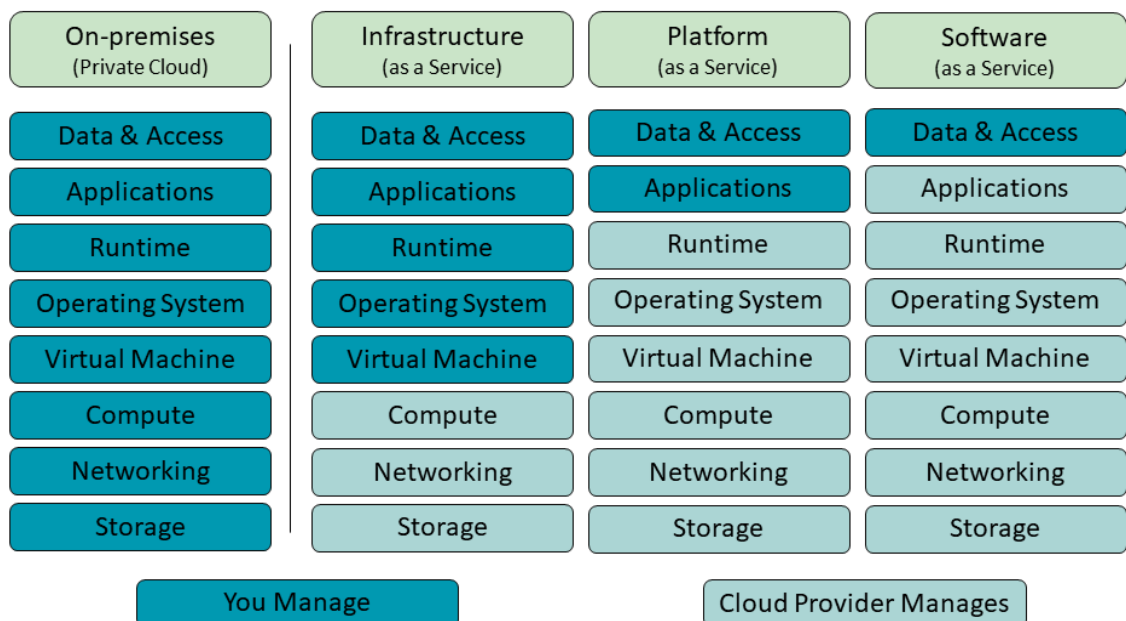 On-premises
(Private Cloud)
Infrastructure
(as a Service)
Platform
(as a Service)
Software
(as a Service)
Data & Access
Data & Access
Data & Access
Data & Access
Applications
Applications
Applications
Applications
Runtime
Runtime
Runtime
Runtime
Operating System
Operating System
Operating System
Operating System
Virtual Machine
Virtual Machine
Virtual Machine
Virtual Machine
Compute
Compute
Compute
Compute
Networking
Networking
Networking
Networking
Storage
Storage
Storage
Storage
You Manage
Cloud Provider Manages